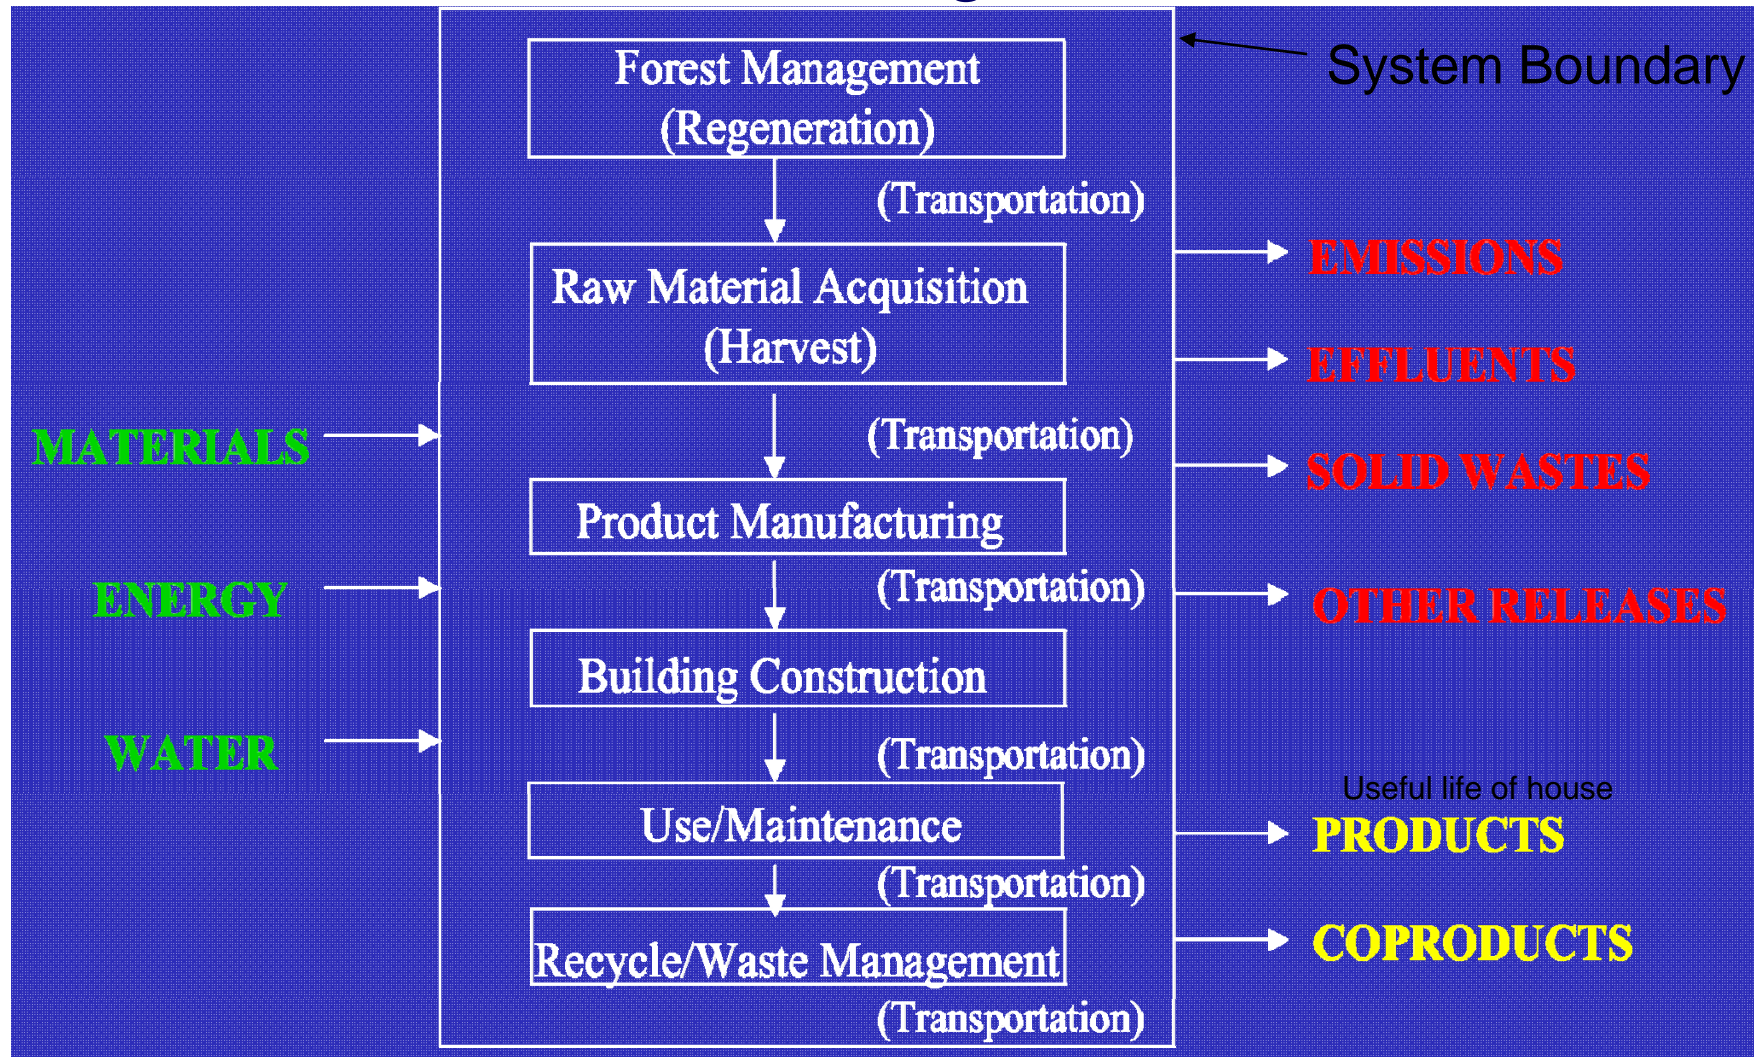 System Boundary
Forest Management
(Regeneration)
(Transportation)
Raw Material Acquisition
(Harvest)
(Transportation)
Product Manufacturing
(Transportation)
Building Construction
(Transportation)
Use/Maintenance
(Transportation)
Recycle/Waste Management
(Transportation)
MATERIALS
ENERGY
WATER
EMISSIONS
EFFLUENTS
SOLID WASTES
OTHER RELEASES
Useful life of house
PRODUCTS
COPRODUCTS